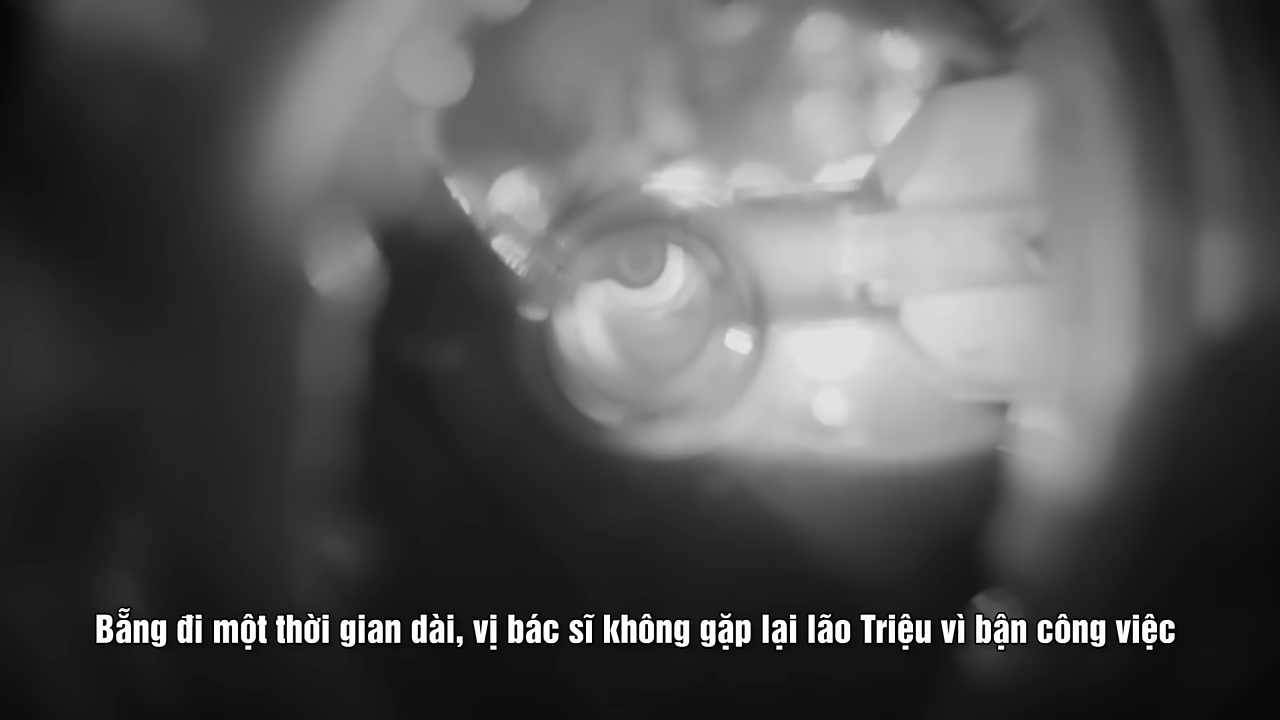 Bẵng đi một thời gian dài, vị bác sĩ không gặp lại lão Triệu vì bận công việc